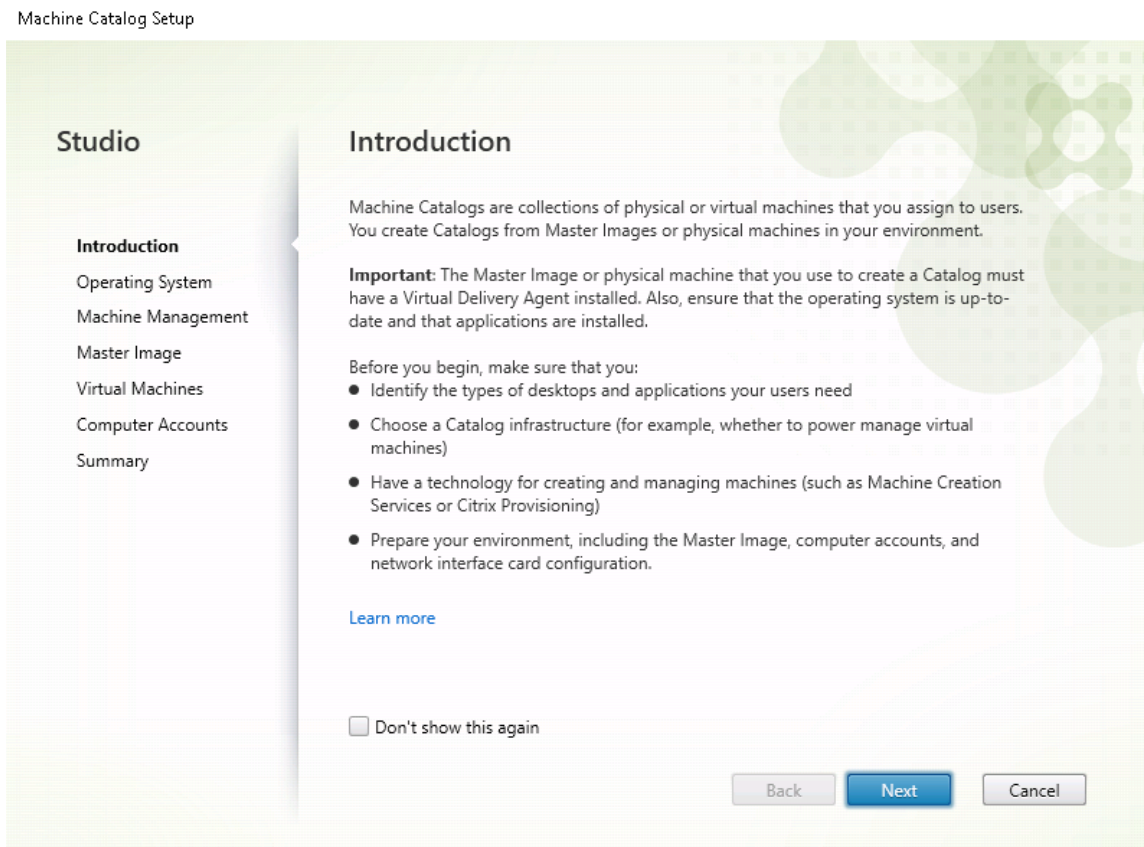 Machine Catalog Setup
Studio
Introduction
Operating System
Machine Management
Master Image
Virtual Machines
Computer Accounts
Summary
Introduction
Machine Catalogs are collections of physical or virtual machines that you assign to users.
You create Catalogs from Master Images or physical machines in your environment.
Important: The Master Image or physical machine that you use to create a Catalog must
have a Virtual Delivery Agent installed. Also, ensure that the operating system is up-to-
date and that applications are installed.
Before you begin, make sure that you:
● Identify the types of desktops and applications your users need
● Choose a Catalog infrastructure (for example, whether to power manage virtual
machines)
● Have a technology for creating and managing machines (such as Machine Creation
Services or Citrix Provisioning)
● Prepare your environment, including the Master Image, computer accounts, and
network interface card configuration.
Learn more
Don't show this again
Back Next Cancel